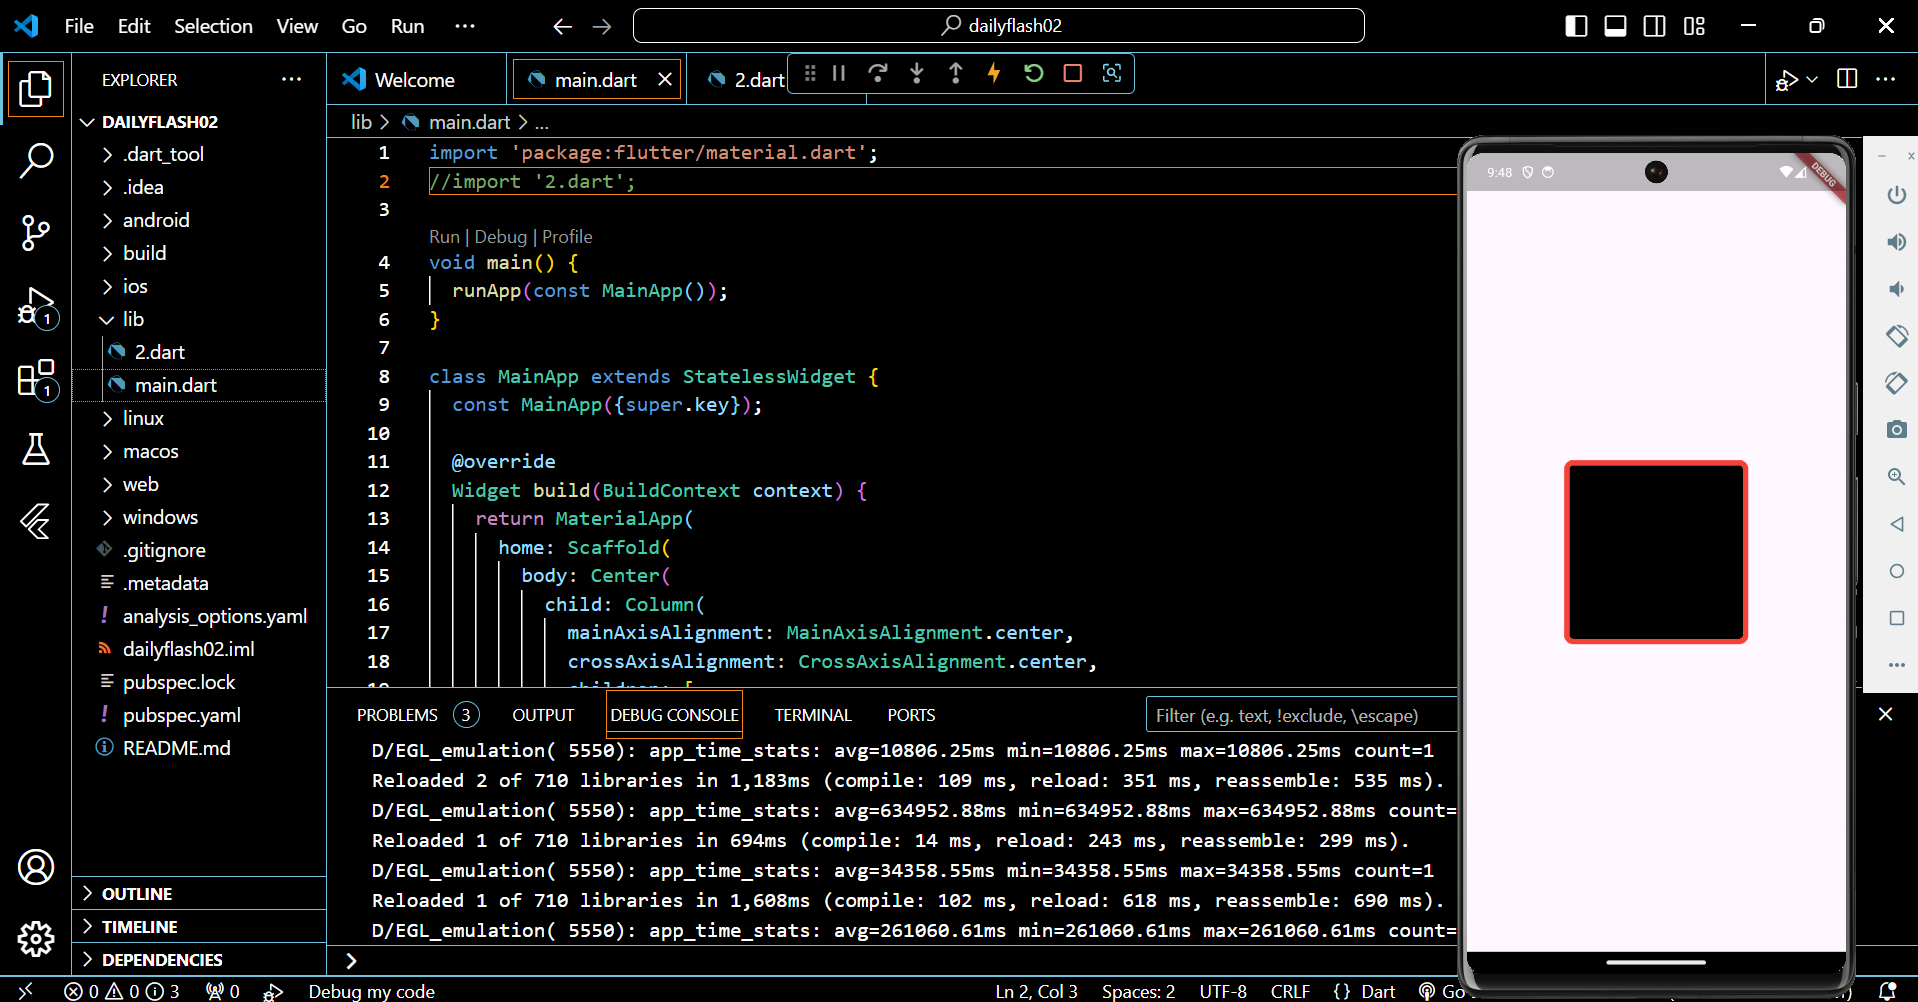 File Edit Selection View Go Run ... dailyflash02
EXPLORER ...
Welcome main.dart 2.dart
DAILYFLASH02
.dart_tool
.idea
android
build
ios
lib
2.dart
main.dart
linux
macos
web
windows
.gitignore
.metadata
! analysis_options.yaml
dailyflash02.iml
pubspec.lock
! pubspec.yaml
README.md
OUTLINE
TIMELINE
DEPENDENCIES
1
1
lib > main.dart > ...
1 import 'package:flutter/material.dart';
2 //import '2.dart';
3
Run | Debug | Profile
4 void main() {
5 runApp(const MainApp());
6 }
7
8 class MainApp extends StatelessWidget {
9 const MainApp({super.key});
10
11 @override
12 Widget build(BuildContext context) {
13 return MaterialApp(
14 home: Scaffold(
15 body: Center(
16 child: Column(
17 mainAxisAlignment: MainAxisAlignment.center,
18 crossAxisAlignment: CrossAxisAlignment.center,
PROBLEMS 3 OUTPUT DEBUG CONSOLE TERMINAL PORTS Filter (e.g. text, !exclude, \escape)
D/EGL_emulation( 5550): app_time_stats: avg=10806.25ms min=10806.25ms max=10806.25ms count=1
Reloaded 2 of 710 libraries in 1,183ms (compile: 109 ms, reload: 351 ms, reassemble: 535 ms).
D/EGL_emulation( 5550): app_time_stats: avg=634952.88ms min=634952.88ms max=634952.88ms count=
Reloaded 1 of 710 libraries in 694ms (compile: 14 ms, reload: 243 ms, reassemble: 299 ms).
D/EGL_emulation( 5550): app_time_stats: avg=34358.55ms min=34358.55ms max=34358.55ms count=1
Reloaded 1 of 710 libraries in 1,608ms (compile: 102 ms, reload: 618 ms, reassemble: 690 ms).
D/EGL_emulation( 5550): app_time_stats: avg=261060.61ms min=261060.61ms max=261060.61ms count=
>
9:48
DEBUG
0 0 3 0 Debug my code Ln 2, Col 3 Spaces: 2 UTF-8 CRLF {} Dart Go